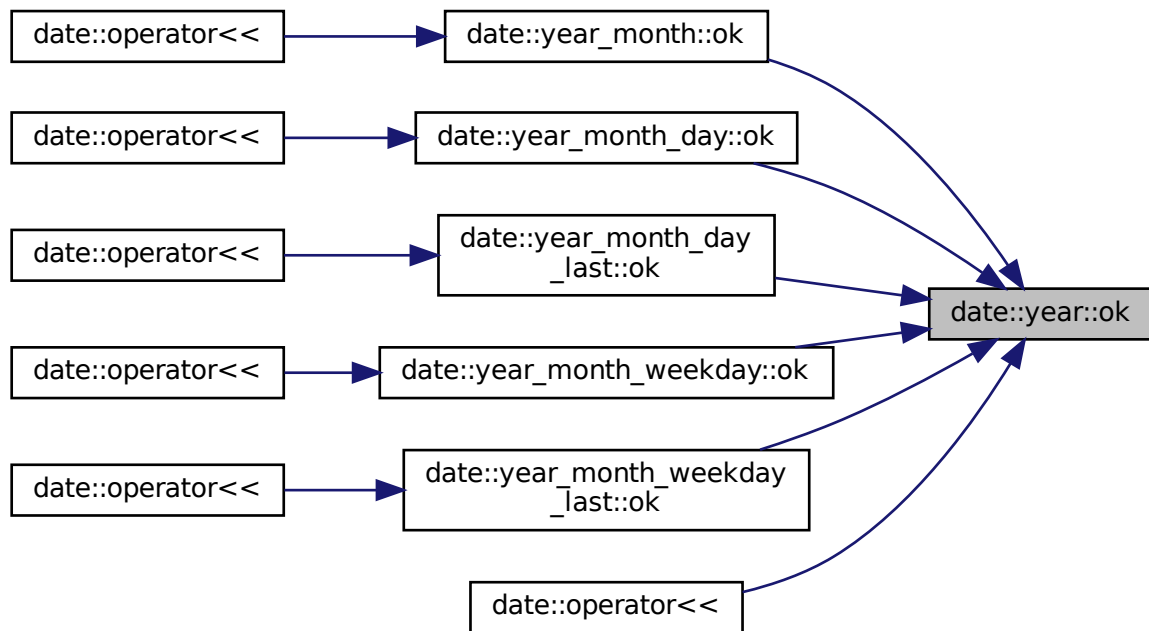 date::operator<<
date::year_month::ok
date::operator<<
date::year_month_day::ok
date::operator<<
date::year_month_day
_last::ok
date::year::ok
date::operator<<
date::year_month_weekday::ok
date::operator<<
date::year_month_weekday
_last::ok
date::operator<<